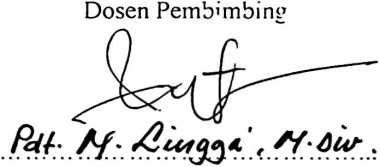 Dosen Pembimbing
Pdt. M. Lingga, M.Div.